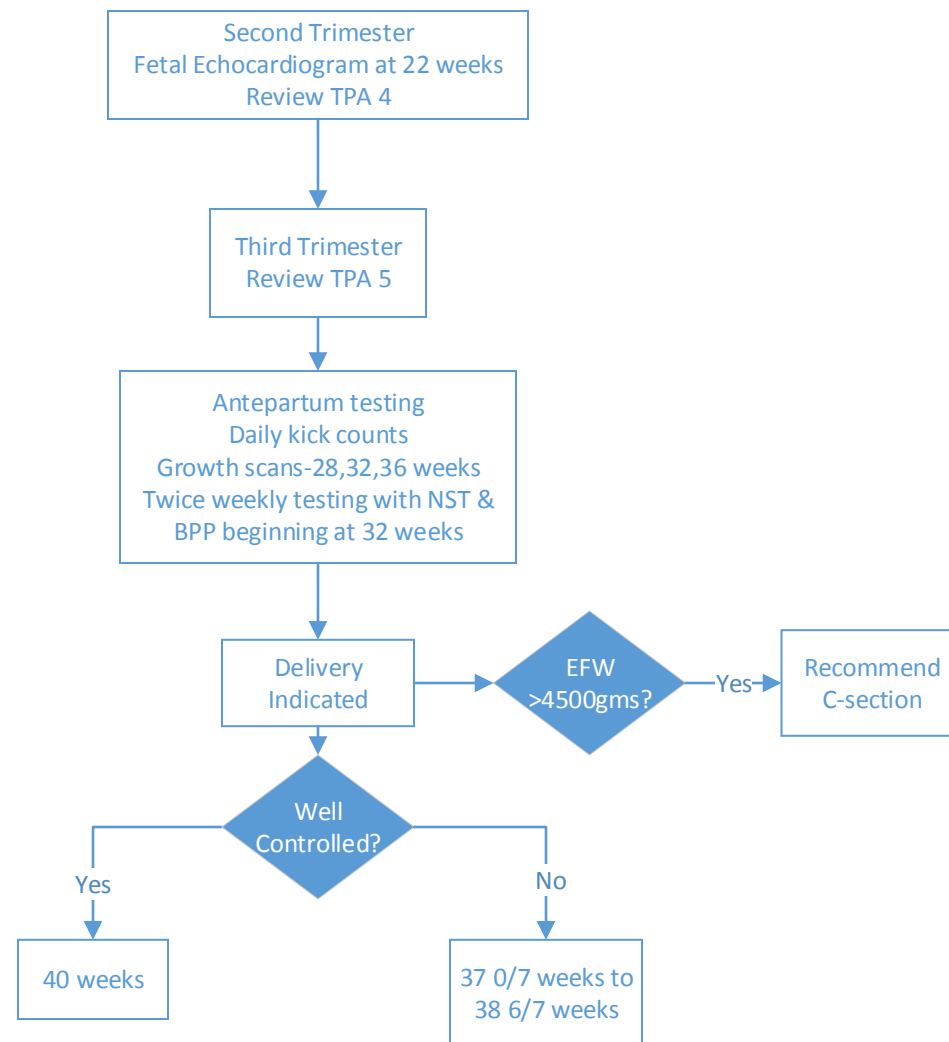 Second Trimester
Fetal Echocardiogram at 22 weeks
Review TPA 4
Third Trimester
Review TPA 5
Antepartum testing
Daily kick counts
Growth scans-28,32,36 weeks
Twice weekly testing with NST &
BPP beginning at 32 weeks
Delivery
Indicated
EFW
>4500gms?
Yes
Recommend
C-section
Well
Controlled?
Yes
No
40 weeks
37 0/7 weeks to
38 6/7 weeks